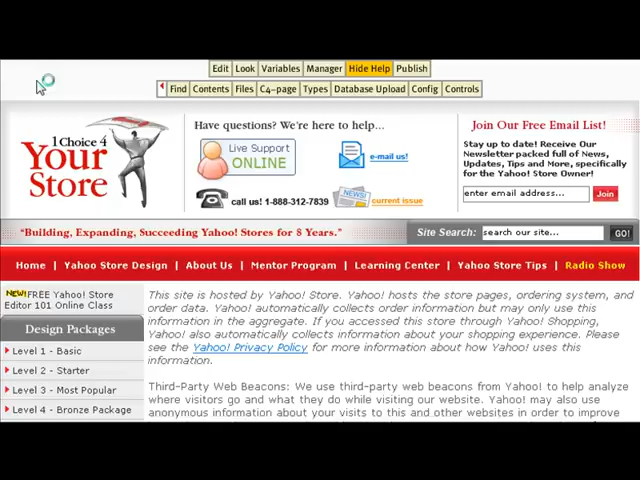 Edit Look Variables Manager Hide Help Publish
Find Contents Files C4-page Types Database Upload Config Controls
1 Choice 4
Your
Store
Have questions? We're here to help...
Live Support
ONLINE
e-mail us!
call us! 1-888-312-7839
NEWS!
current issue
Join Our Free Email List!
Stay up to date! Receive Our
Newsletter packed full of News,
Updates, Tips and More, specifically
for the Yahoo! Store Owner!
enter email address... Join
"Building, Expanding, Succeeding Yahoo! Stores for 8 Years."
Site Search: search our site... GO!
Home | Yahoo Store Design | About Us | Mentor Program | Learning Center | Yahoo Store Tips | Radio Show
NEW! FREE Yahoo! Store
Editor 101 Online Class
Design Packages
Level 1 - Basic
Level 2 - Starter
Level 3 - Most Popular
Level 4 - Bronze Package
This site is hosted by Yahoo! Store. Yahoo! hosts the store pages, ordering system, and
order data. Yahoo! automatically collects order information but may only use this
information in the aggregate. If you accessed this store through Yahoo! Shopping,
Yahoo! also automatically collects information about your shopping experience. Please
see the Yahoo! Privacy Policy for more information about how Yahoo! uses this
information.
Third-Party Web Beacons: We use third-party web beacons from Yahoo! to help analyze
where visitors go and what they do while visiting our website. Yahoo! may also use
anonymous information about your visits to this and other websites in order to improve